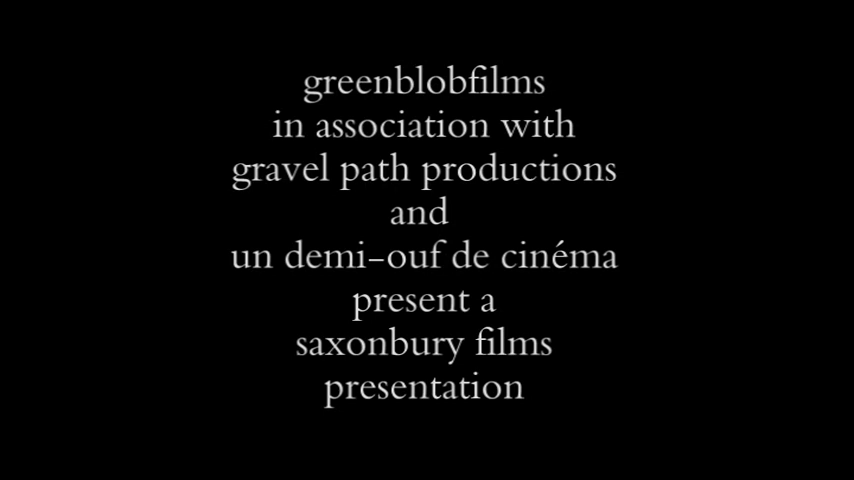 greenblobfilms
in association with
gravel path productions
and
un demi-ouf de cinéma
present a
saxonbury films
presentation